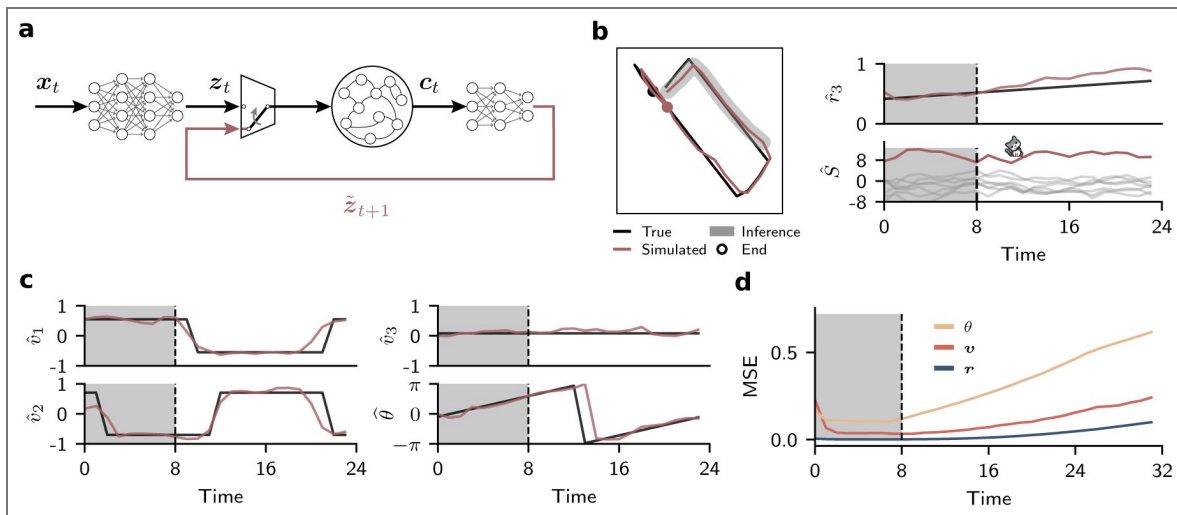 a
x_t
z_t
c_t
z̃_{t+1}
b
True
Inference
Simulated
End
1
r̂_3
0
8
Ŝ
0
-8
0 8 16 24
Time
c
1
v̂_1 0
-1
1
v̂_2 0
-1
0 8 16 24
Time
1
v̂_3 0
-1
π
θ̂ 0
−π
0 8 16 24
Time
d
θ
0.5
v
MSE
r
0.0
0 8 16 24 32
Time